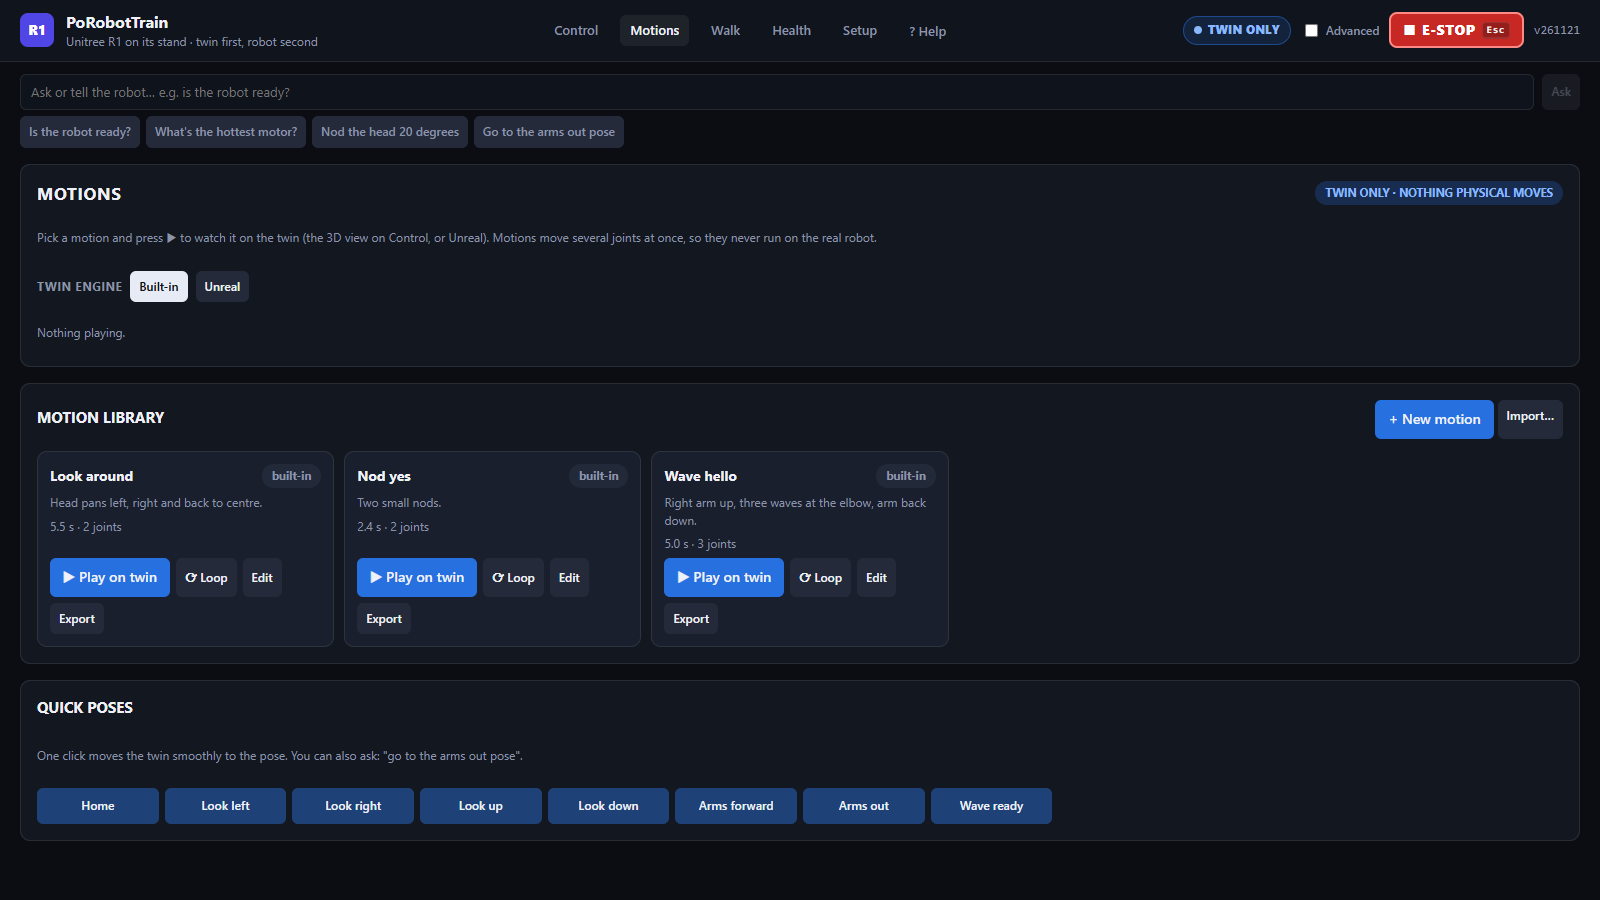 R1
PoRobotTrain
Unitree R1 on its stand · twin first, robot second
Control
Motions
Walk
Health
Setup
? Help
TWIN ONLY
Advanced
E-STOP Esc
v261121
Ask or tell the robot... e.g. is the robot ready?
Ask
Is the robot ready?
What's the hottest motor?
Nod the head 20 degrees
Go to the arms out pose
MOTIONS
TWIN ONLY · NOTHING PHYSICAL MOVES
Pick a motion and press ▶ to watch it on the twin (the 3D view on Control, or Unreal). Motions move several joints at once, so they never run on the real robot.
TWIN ENGINE
Built-in
Unreal
Nothing playing.
MOTION LIBRARY
+ New motion
Import...
Look around
built-in
Head pans left, right and back to centre.
5.5 s · 2 joints
▶ Play on twin
⟳ Loop
Edit
Export
Nod yes
built-in
Two small nods.
2.4 s · 2 joints
▶ Play on twin
⟳ Loop
Edit
Export
Wave hello
built-in
Right arm up, three waves at the elbow, arm back
down.
5.0 s · 3 joints
▶ Play on twin
⟳ Loop
Edit
Export
QUICK POSES
One click moves the twin smoothly to the pose. You can also ask: "go to the arms out pose".
Home
Look left
Look right
Look up
Look down
Arms forward
Arms out
Wave ready